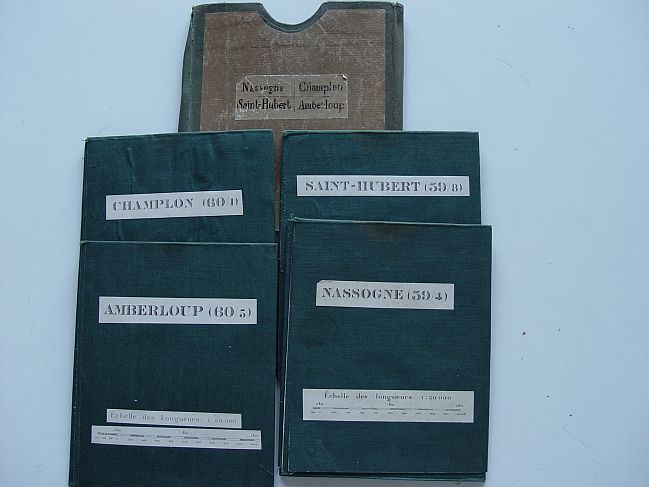 Nassogne Champlon
Saint-Hubert Amberloup
CHAMPLON (60/1)
SAINT-HUBERT (59/8)
AMBERLOUP (60/5)
NASSOGNE (59/4)
Echelle des Longueurs 1:20.000
Échelle des longueurs 1:20 000